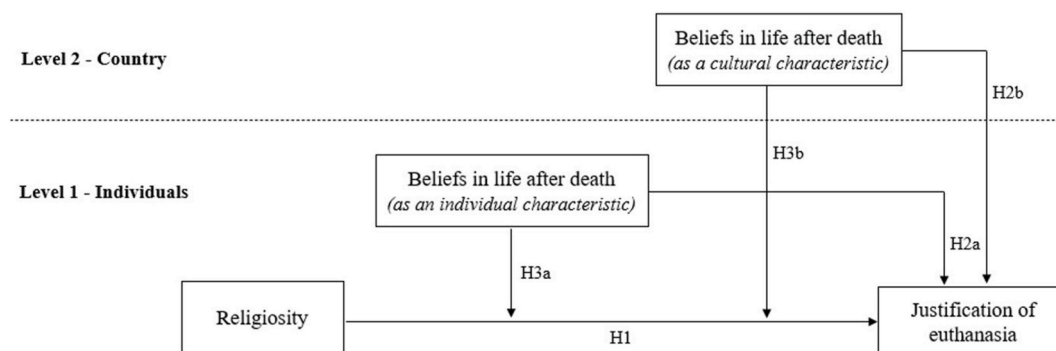 Beliefs in life after death
(as a cultural characteristic)
Level 2 - Country
H2b
H3b
Beliefs in life after death
(as an individual characteristic)
Level 1 - Individuals
H2a
H3a
Religiosity
Justification of
euthanasia
H1